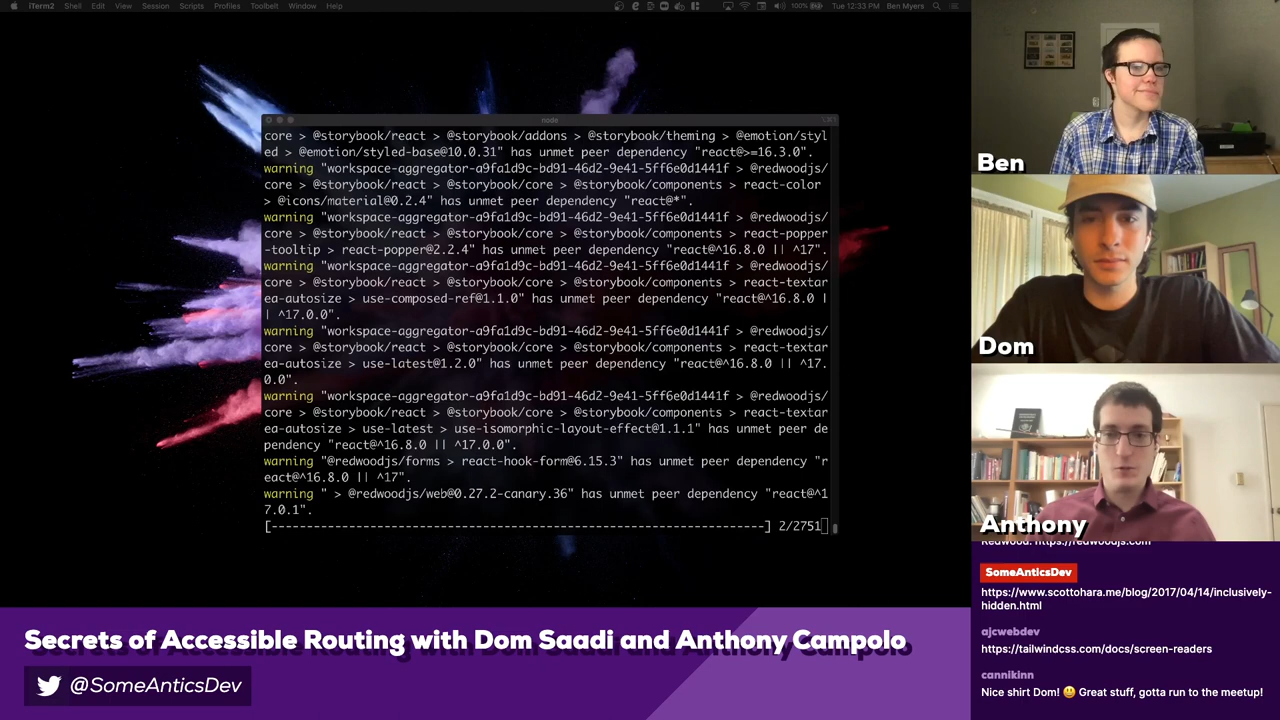 iTerm2 Shell Edit View Session Scripts Profiles Toolbelt Window Help
100% Tue 12:33 PM Ben Myers
node
core > @storybook/react > @storybook/addons > @storybook/theming > @emotion/styl
ed > @emotion/styled-base@10.0.31" has unmet peer dependency "react@>=16.3.0".
warning "workspace-aggregator-a9fa1d9c-bd91-46d2-9e41-5ff6e0d1441f > @redwoodjs/
core > @storybook/react > @storybook/core > @storybook/components > react-color
> @icons/material@0.2.4" has unmet peer dependency "react@*".
warning "workspace-aggregator-a9fa1d9c-bd91-46d2-9e41-5ff6e0d1441f > @redwoodjs/
core > @storybook/react > @storybook/core > @storybook/components > react-popper
-tooltip > react-popper@2.2.4" has unmet peer dependency "react@^16.8.0 || ^17".
warning "workspace-aggregator-a9fa1d9c-bd91-46d2-9e41-5ff6e0d1441f > @redwoodjs/
core > @storybook/react > @storybook/core > @storybook/components > react-textar
ea-autosize > use-composed-ref@1.1.0" has unmet peer dependency "react@^16.8.0 |
| ^17.0.0".
warning "workspace-aggregator-a9fa1d9c-bd91-46d2-9e41-5ff6e0d1441f > @redwoodjs/
core > @storybook/react > @storybook/core > @storybook/components > react-textar
ea-autosize > use-latest@1.2.0" has unmet peer dependency "react@^16.8.0 || ^17.
0.0".
warning "workspace-aggregator-a9fa1d9c-bd91-46d2-9e41-5ff6e0d1441f > @redwoodjs/
core > @storybook/react > @storybook/core > @storybook/components > react-textar
ea-autosize > use-latest > use-isomorphic-layout-effect@1.1.1" has unmet peer de
pendency "react@^16.8.0 || ^17.0.0".
warning "@redwoodjs/forms > react-hook-form@6.15.3" has unmet peer dependency "r
eact@^16.8.0 || ^17".
warning " > @redwoodjs/web@0.27.2-canary.36" has unmet peer dependency "react@^1
7.0.1".
[----------------------------------------------------------------------] 2/2751
Ben
Dom
Anthony
Redwood: https://redwoodjs.com
SomeAnticsDev
https://www.scottohara.me/blog/2017/04/14/inclusively-
hidden.html
ajcwebdev
https://tailwindcss.com/docs/screen-readers
cannikinn
Nice shirt Dom! 😃 Great stuff, gotta run to the meetup!
Secrets of Accessible Routing with Dom Saadi and Anthony Campolo
@SomeAnticsDev